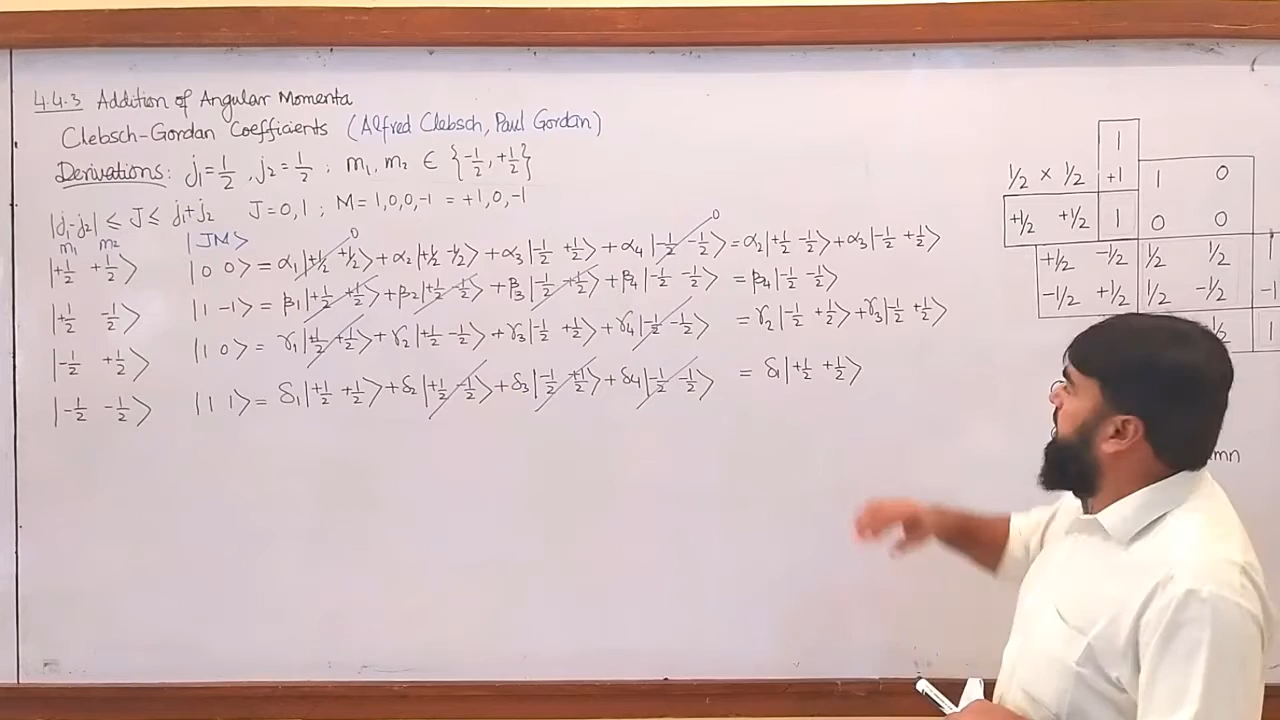 4.4.3 Addition of Angular Momenta
Clebsch-Gordan Coefficients (Alfred Clebsch, Paul Gordan)
Derivations: j₁=1/2, j₂=1/2 ; m₁, m₂ ∈ {-1/2, +1/2}
|j₁-j₂| ≤ J ≤ j₁+j₂ J=0,1 ; M=1,0,0,-1 = +1,0,-1
m₁ m₂ |JM>
|+1/2 +1/2>
|+1/2 -1/2>
|-1/2 +1/2>
|-1/2 -1/2>
|0 0> = α₁|+1/2 +1/2> + α₂|+1/2 -1/2> + α₃|-1/2 +1/2> + α₄|-1/2 -1/2> = α₂|+1/2 -1/2> + α₃|-1/2 +1/2>
0 0
|1 -1> = β₁|+1/2 +1/2> + β₂|+1/2 -1/2> + β₃|-1/2 +1/2> + β₄|-1/2 -1/2> = β₄|-1/2 -1/2>
|1 0> = γ₁|+1/2 +1/2> + γ₂|+1/2 -1/2> + γ₃|-1/2 +1/2> + γ₄|-1/2 -1/2> = γ₂|-1/2 +1/2> + γ₃|-1/2 +1/2>
|1 1> = δ₁|+1/2 +1/2> + δ₂|+1/2 -1/2> + δ₃|-1/2 +1/2> + δ₄|-1/2 -1/2> = δ₁|+1/2 +1/2>
1
1/2 × 1/2 +1 1 0
+1/2 +1/2 1 0 0
+1/2 -1/2 1/2 1/2 1
-1/2 +1/2 1/2 -1/2 -1
1/2 1
mn